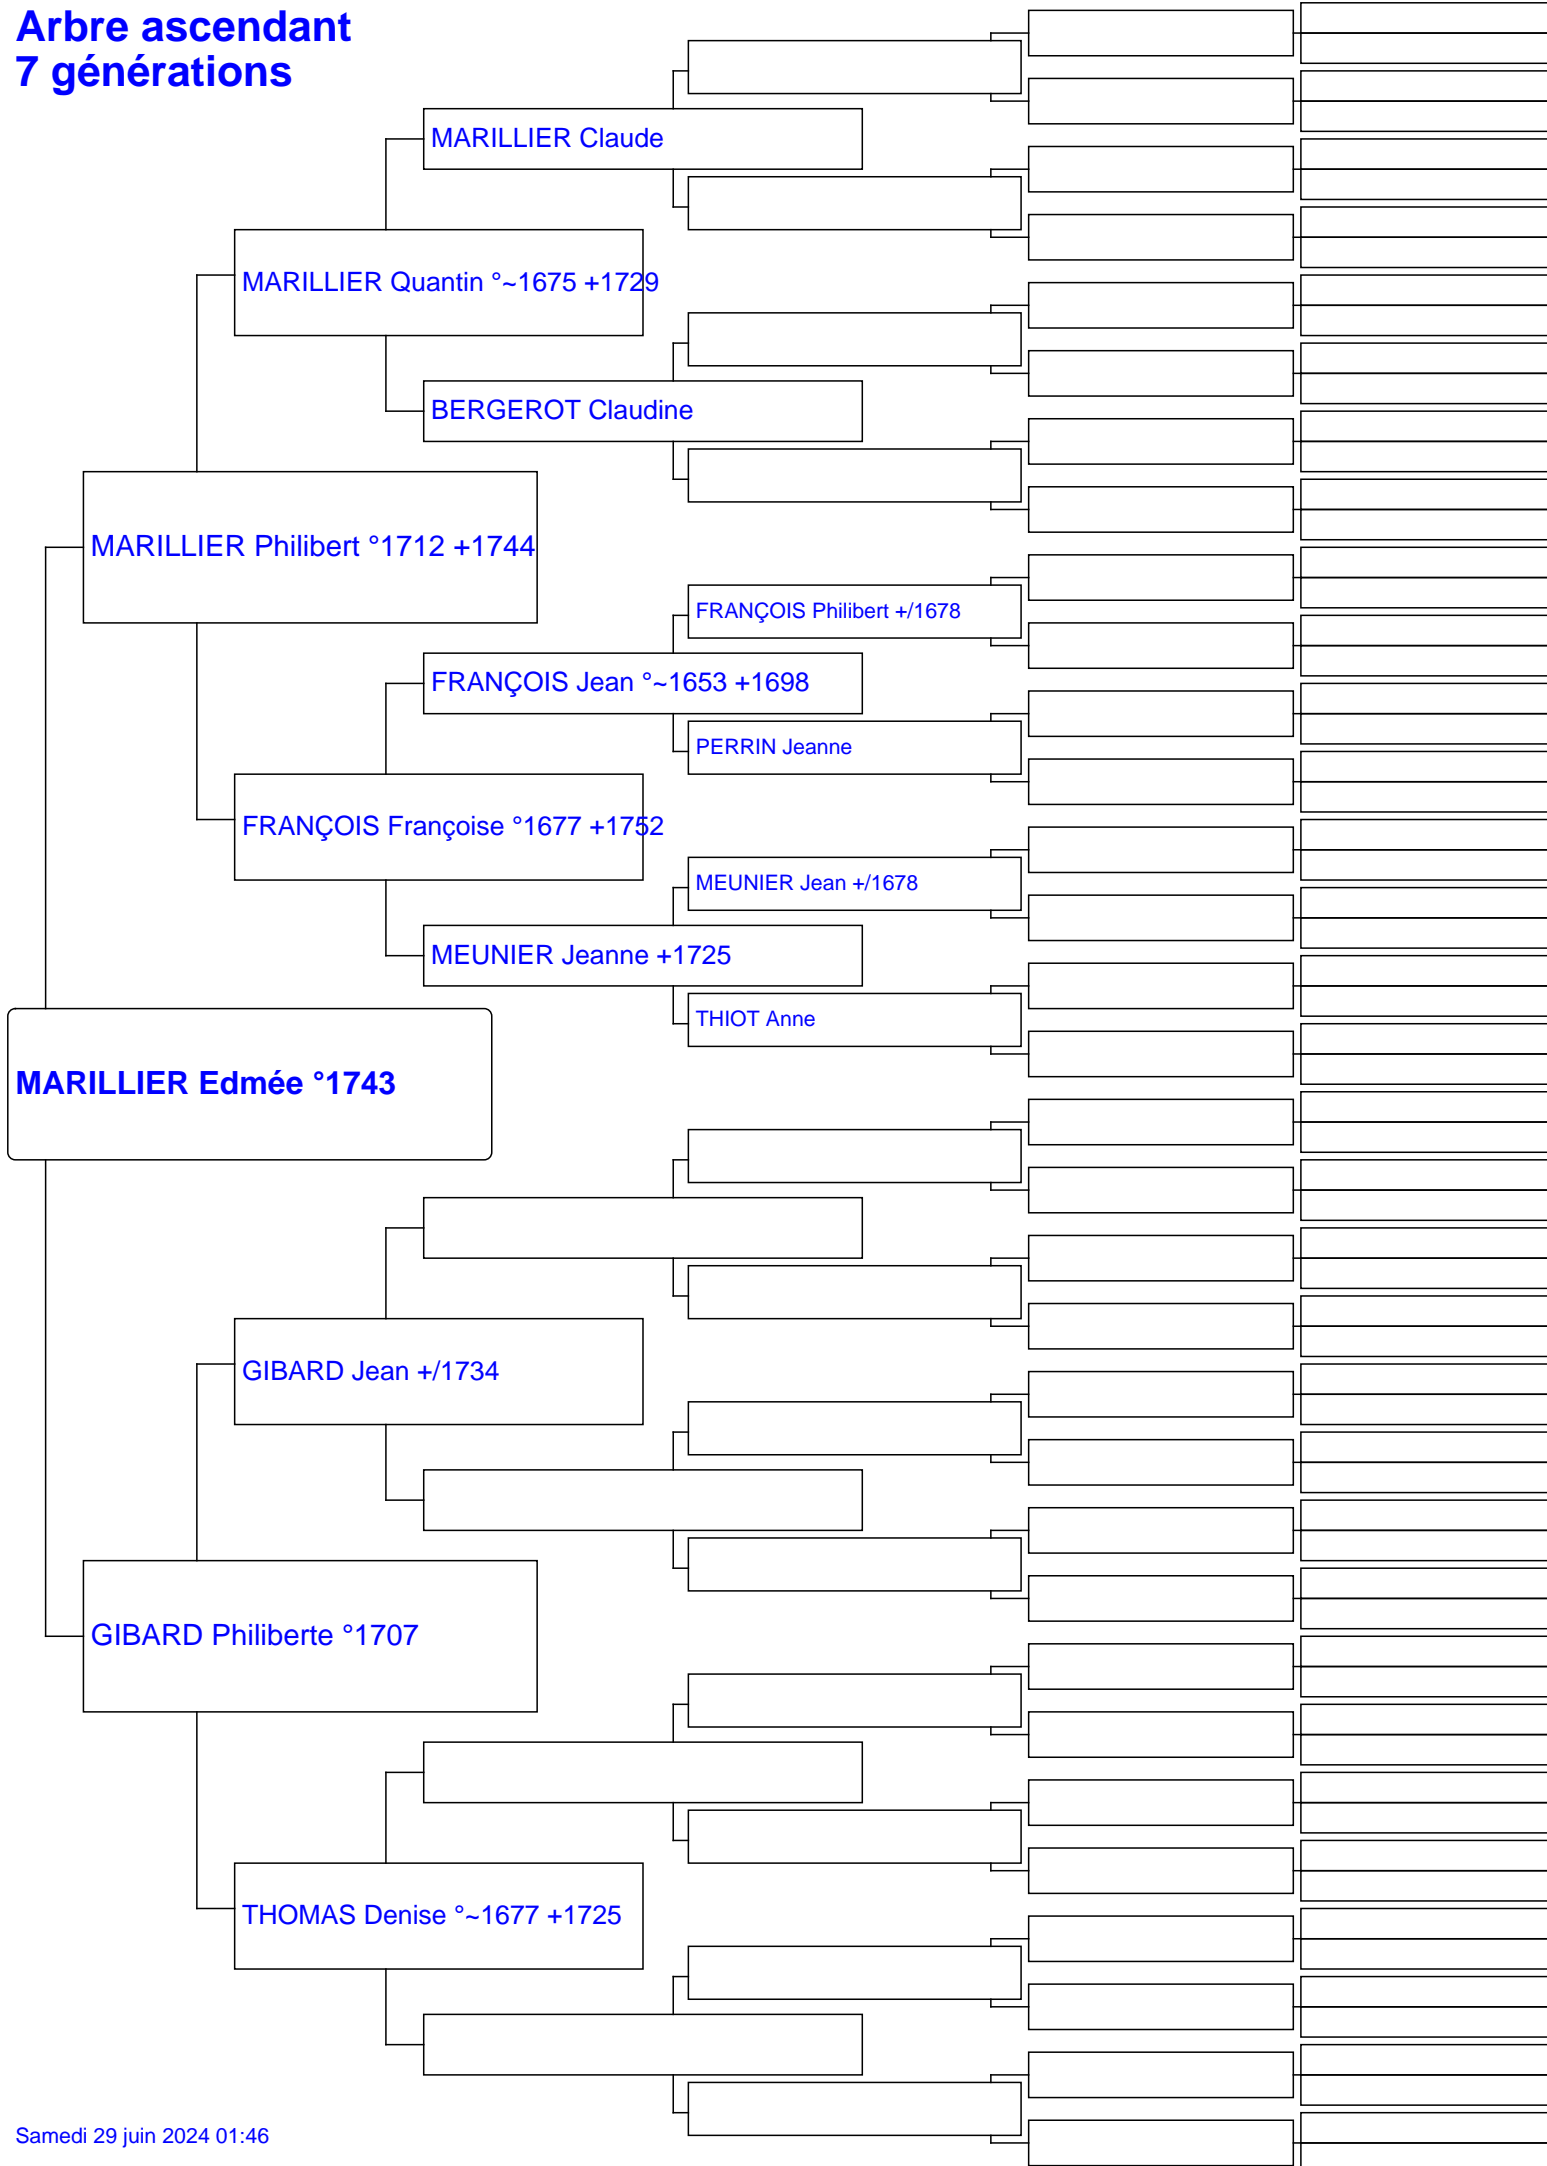 Arbre ascendant
7 générations
MARILLIER Claude
MARILLIER Quantin °~1675 +1729
BERGEROT Claudine
MARILLIER Philibert °1712 +1744
FRANÇOIS Philibert +/1678
FRANÇOIS Jean °~1653 +1698
PERRIN Jeanne
FRANÇOIS Françoise °1677 +1752
MEUNIER Jean +/1678
MEUNIER Jeanne +1725
THIOT Anne
MARILLIER Edmée °1743
GIBARD Jean +/1734
GIBARD Philiberte °1707
THOMAS Denise °~1677 +1725
Samedi 29 juin 2024 01:46